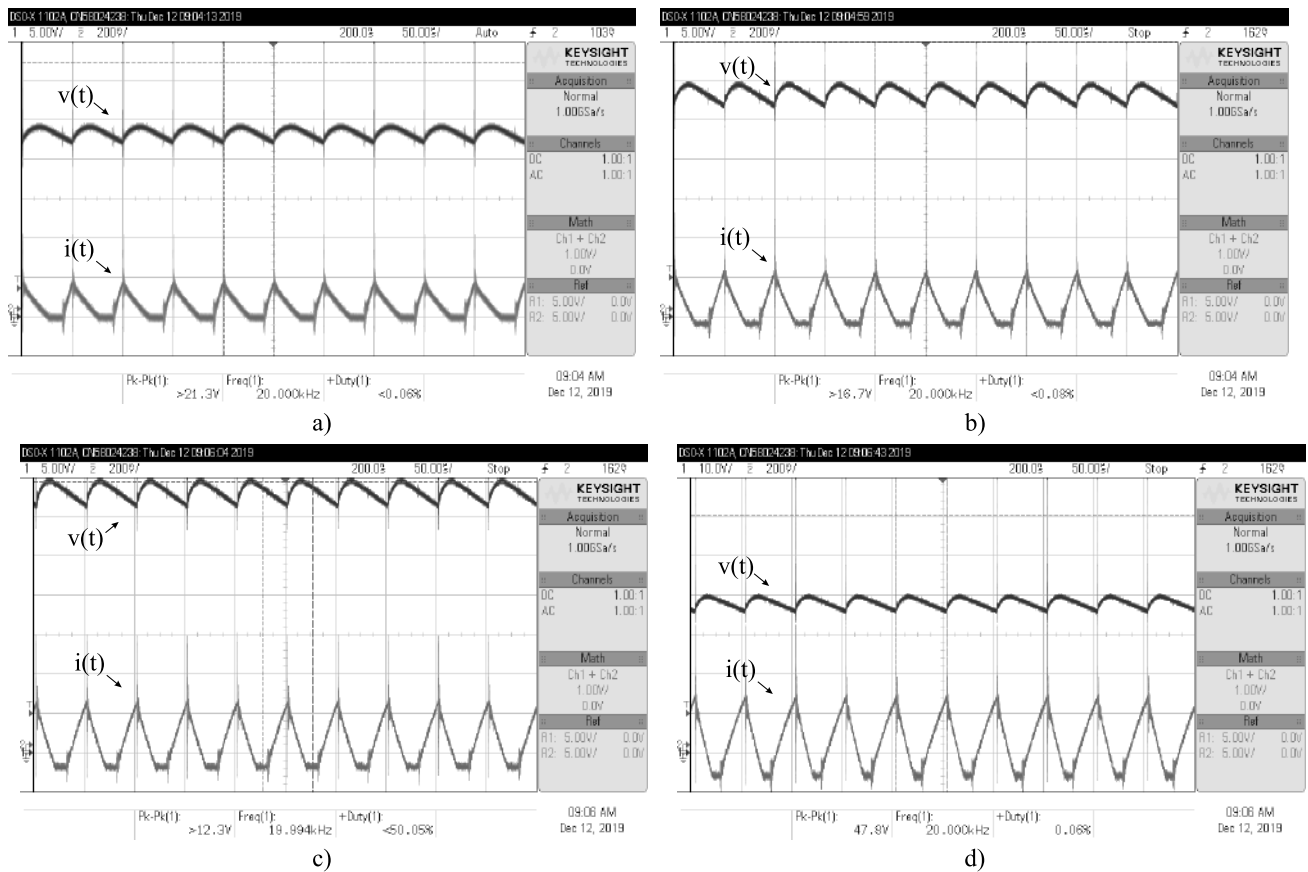 DSO-X 1102A, CN58024238: Thu Dec 12 09:04:13 2019
1 5.00V/ 2 200%/ 200.0 50.00 / Auto 2 103
v(t)
i(t)
KEYSIGHT
TECHNOLOGIES
Acquisition
Normal
1.00GSa/s
Channels
DC 1.00:1
AC 1.00:1
Math
Ch1 + Ch2
1.00V/
0.0V
Ref
R1: 5.00V/ 0.0V
R2: 5.00V/ 0.0V
Pk-Pk(1): Freq(1): +Duty(1):
>21.3V 20.000kHz <0.06%
09:04 AM
Dec 12, 2019
a)
DSO-X 1102A, CN58024238: Thu Dec 12 09:04:59 2019
1 5.00V/ 2 200%/ 200.0 50.00 / Stop 2 162
v(t)
i(t)
KEYSIGHT
TECHNOLOGIES
Acquisition
Normal
1.00GSa/s
Channels
DC 1.00:1
AC 1.00:1
Math
Ch1 + Ch2
1.00V/
0.0V
Ref
R1: 5.00V/ 0.0V
R2: 5.00V/ 0.0V
Pk-Pk(1): Freq(1): +Duty(1):
>16.7V 20.000kHz <0.08%
09:04 AM
Dec 12, 2019
b)
DSO-X 1102A, CN58024238: Thu Dec 12 09:06:04 2019
1 5.00V/ 2 200%/ 200.0 50.00 / Stop 2 162
v(t)
i(t)
KEYSIGHT
TECHNOLOGIES
Acquisition
Normal
1.00GSa/s
Channels
DC 1.00:1
AC 1.00:1
Math
Ch1 + Ch2
1.00V/
0.0V
Ref
R1: 5.00V/ 0.0V
R2: 5.00V/ 0.0V
Pk-Pk(1): Freq(1): +Duty(1):
>12.3V 19.994kHz <50.05%
09:06 AM
Dec 12, 2019
c)
DSO-X 1102A, CN58024238: Thu Dec 12 09:06:43 2019
1 10.0V/ 2 200%/ 200.0 50.00 / Stop 2 162
v(t)
i(t)
KEYSIGHT
TECHNOLOGIES
Acquisition
Normal
1.00GSa/s
Channels
DC 1.00:1
AC 1.00:1
Math
Ch1 + Ch2
1.00V/
0.0V
Ref
R1: 5.00V/ 0.0V
R2: 5.00V/ 0.0V
Pk-Pk(1): Freq(1): +Duty(1):
47.8V 20.000kHz 0.06%
09:06 AM
Dec 12, 2019
d)